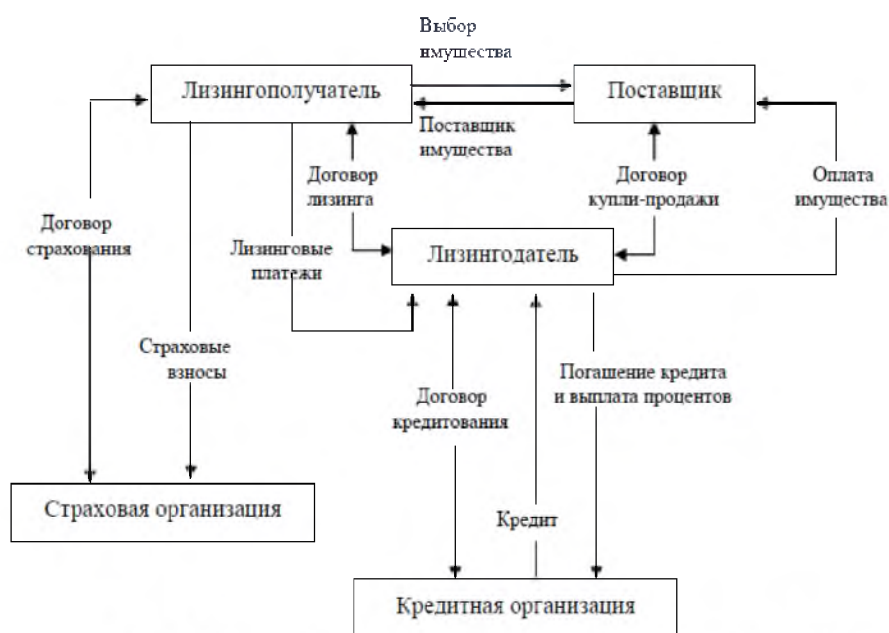 Выбор
имущества
Лизингополучатель
Поставщик
Поставщик
имущества
Договор
лизинга
Договор
купли-продажи
Оплата
имущества
Договор
страхования
Лизинговые
платежи
Лизингодатель
Страховые
взносы
Договор
кредитования
Погашение кредита
и выплата процентов
Страховая организация
Кредит
Кредитная организация